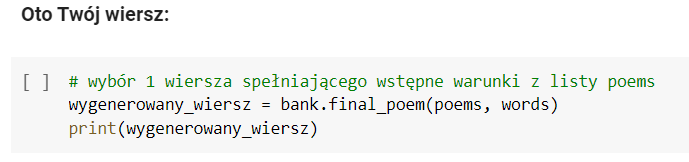 Oto Twój wiersz:
[ ] # wybór 1 wiersza spełniającego wstępne warunki z listy poems
wygenerowany_wiersz = bank.final_poem(poems, words)
print(wygenerowany_wiersz)